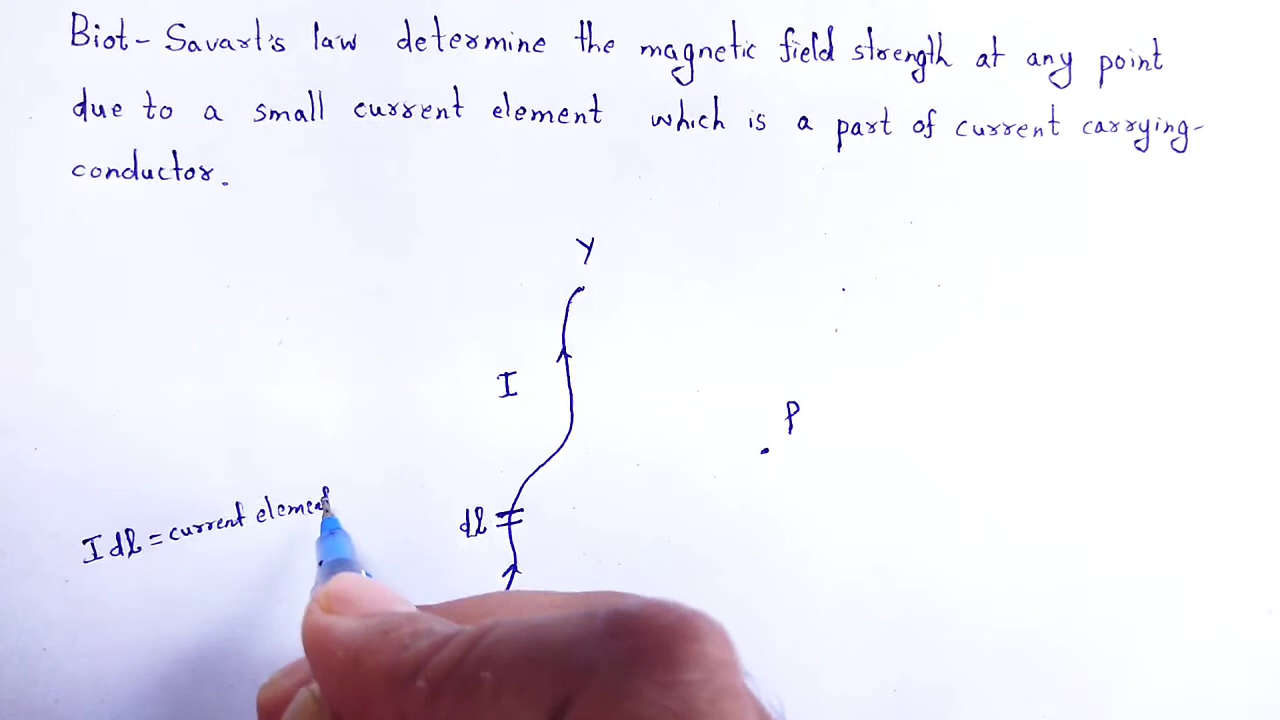 Biot-Savart's law determine the magnetic field strength at any point
due to a small current element which is a part of current carrying-
conductor.
Y
I
P
dl
I dl = current element